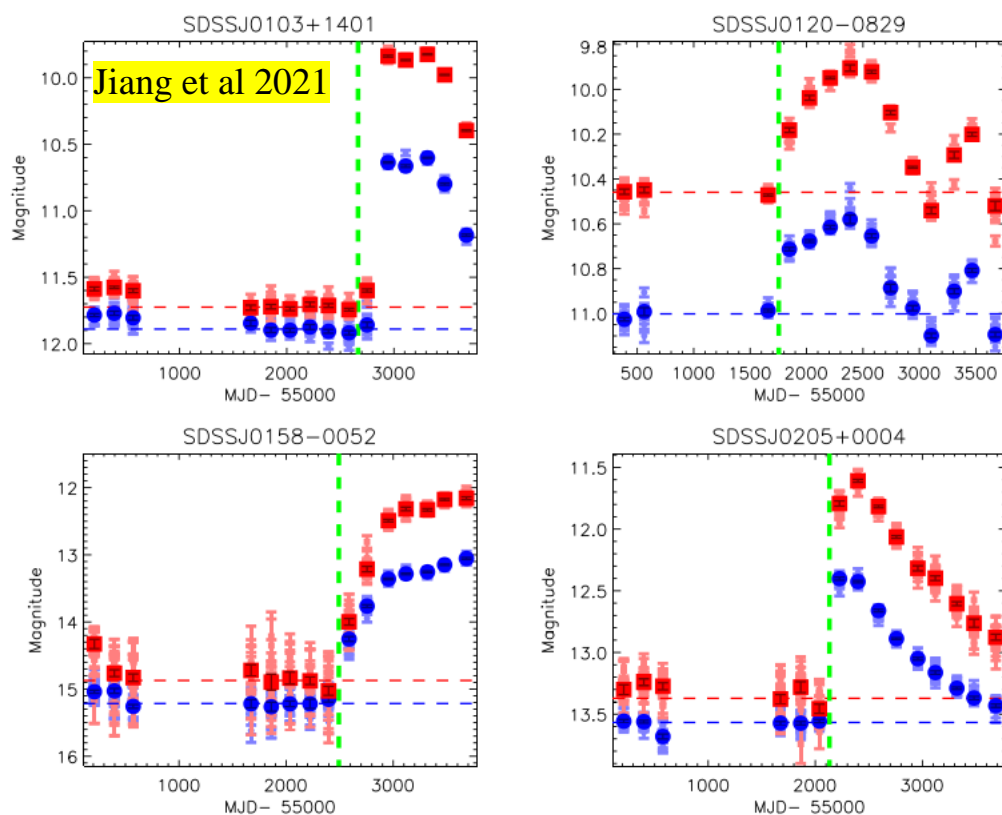 SDSSJ0103+1401
Jiang et al 2021
10.0
10.5
11.0
11.5
12.0
Magnitude
1000 2000 3000
MJD- 55000
SDSSJ0120-0829
9.8
10.0
10.2
10.4
10.6
10.8
11.0
Magnitude
500 1000 1500 2000 2500 3000 3500
MJD- 55000
SDSSJ0158-0052
12
13
14
15
16
Magnitude
1000 2000 3000
MJD- 55000
SDSSJ0205+0004
11.5
12.0
12.5
13.0
13.5
Magnitude
1000 2000 3000
MJD- 55000